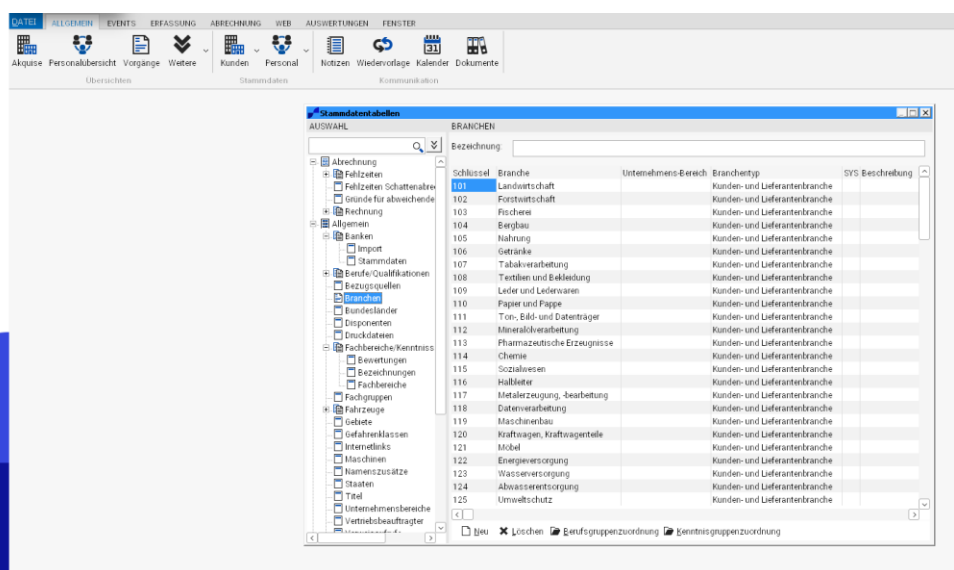 DATEI ALLGEMEIN EVENTS ERFASSUNG ABRECHNUNG WEB AUSWERTUNGEN FENSTER
Akquise Personalübersicht Vorgänge Weitere Kunden Personal Notizen Wiedervorlage Kalender Dokumente
Übersichten Stammdaten Kommunikation
Stammdatentabellen
AUSWAHL
Abrechnung
Fehlzeiten
Fehlzeiten Schattenabre
Gründe für abweichende
Rechnung
Allgemein
Banken
Import
Stammdaten
Berufe/Qualifikationen
Bezugsquellen
Branchen
Bundesländer
Disponenten
Druckdateien
Fachbereiche/Kenntniss
Bewertungen
Bezeichnungen
Fachbereiche
Fachgruppen
Fahrzeuge
Gebiete
Gefahrenklassen
Internetlinks
Maschinen
Namenszusätze
Staaten
Titel
Unternehmensbereiche
Vertriebsbeauftragter
BRANCHEN
Bezeichnung:
Schlüssel Branche Unternehmens-Bereich Branchentyp SYS Beschreibung
101 Landwirtschaft Kunden- und Lieferantenbranche
102 Forstwirtschaft Kunden- und Lieferantenbranche
103 Fischerei Kunden- und Lieferantenbranche
104 Bergbau Kunden- und Lieferantenbranche
105 Nahrung Kunden- und Lieferantenbranche
106 Getränke Kunden- und Lieferantenbranche
107 Tabakverarbeitung Kunden- und Lieferantenbranche
108 Textilien und Bekleidung Kunden- und Lieferantenbranche
109 Leder und Lederwaren Kunden- und Lieferantenbranche
110 Papier und Pappe Kunden- und Lieferantenbranche
111 Ton-, Bild- und Datenträger Kunden- und Lieferantenbranche
112 Mineralölverarbeitung Kunden- und Lieferantenbranche
113 Pharmazeutische Erzeugnisse Kunden- und Lieferantenbranche
114 Chemie Kunden- und Lieferantenbranche
115 Sozialwesen Kunden- und Lieferantenbranche
116 Halbleiter Kunden- und Lieferantenbranche
117 Metalerzeugung, -bearbeitung Kunden- und Lieferantenbranche
118 Datenverarbeitung Kunden- und Lieferantenbranche
119 Maschinenbau Kunden- und Lieferantenbranche
120 Kraftwagen, Kraftwagenteile Kunden- und Lieferantenbranche
121 Möbel Kunden- und Lieferantenbranche
122 Energieversorgung Kunden- und Lieferantenbranche
123 Wasserversorgung Kunden- und Lieferantenbranche
124 Abwasserentsorgung Kunden- und Lieferantenbranche
125 Umweltschutz Kunden- und Lieferantenbranche
Neu Löschen Berufsgruppenzuordnung Kenntnisgruppenzuordnung